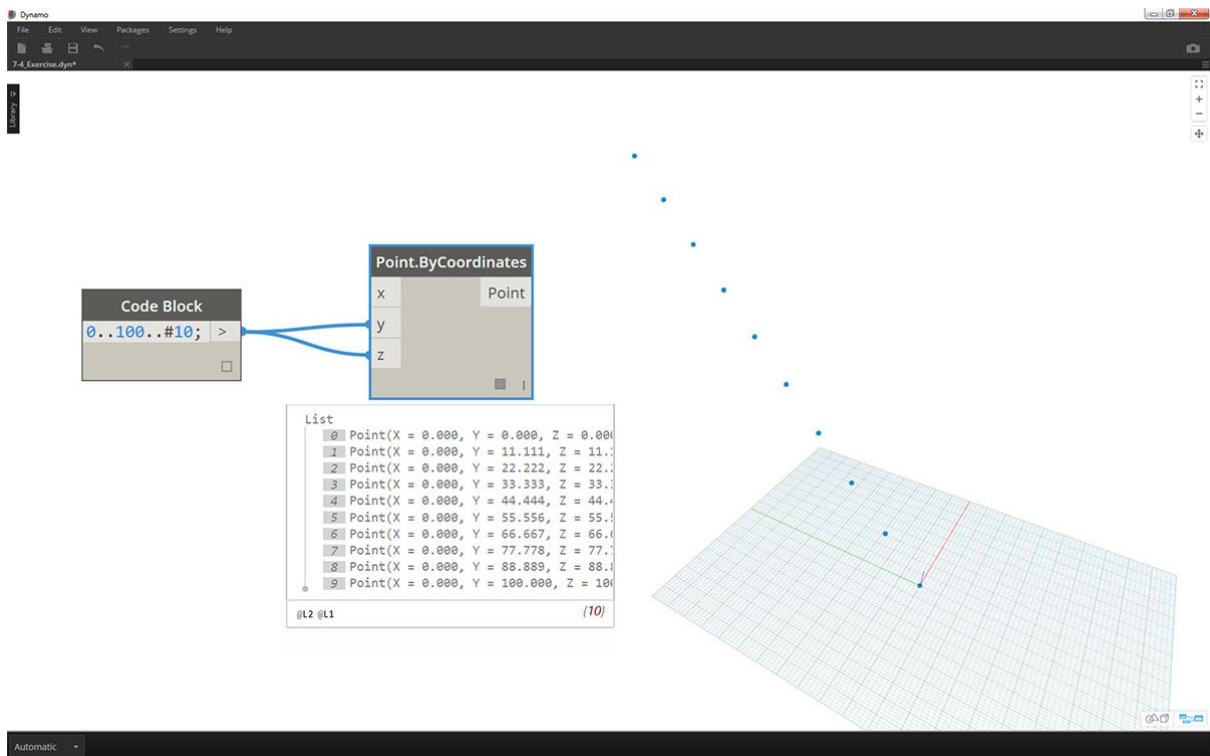 Dynamo
File Edit View Packages Settings Help
7-4_Exercise.dyn*
Library
Point.ByCoordinates
x Point
y
z
Code Block
0..100..#10; >
List
0 Point(X = 0.000, Y = 0.000, Z = 0.000
1 Point(X = 0.000, Y = 11.111, Z = 11.
2 Point(X = 0.000, Y = 22.222, Z = 22.
3 Point(X = 0.000, Y = 33.333, Z = 33.
4 Point(X = 0.000, Y = 44.444, Z = 44.
5 Point(X = 0.000, Y = 55.556, Z = 55.
6 Point(X = 0.000, Y = 66.667, Z = 66.
7 Point(X = 0.000, Y = 77.778, Z = 77.
8 Point(X = 0.000, Y = 88.889, Z = 88.
9 Point(X = 0.000, Y = 100.000, Z = 10
@L2 @L1 {10}
Automatic